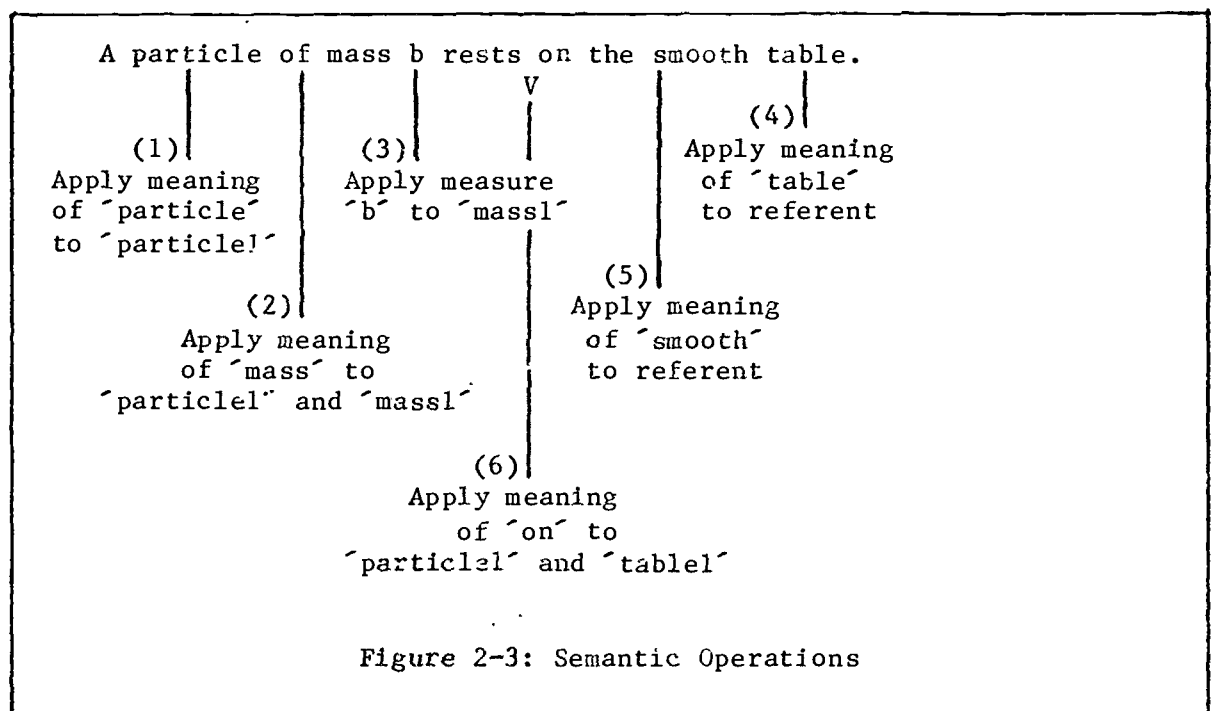 A particle of mass b rests on the smooth table.
V
(1)
Apply meaning
of ´particle´
to ´particle1´
(2)
Apply meaning
of ´mass´ to
´particle1´ and ´mass1´
(3)
Apply measure
´b´ to ´mass1´
(6)
Apply meaning
of ´on´ to
´particle1´ and ´table1´
(5)
Apply meaning
of ´smooth´
to referent
(4)
Apply meaning
of ´table´
to referent
Figure 2-3: Semantic Operations